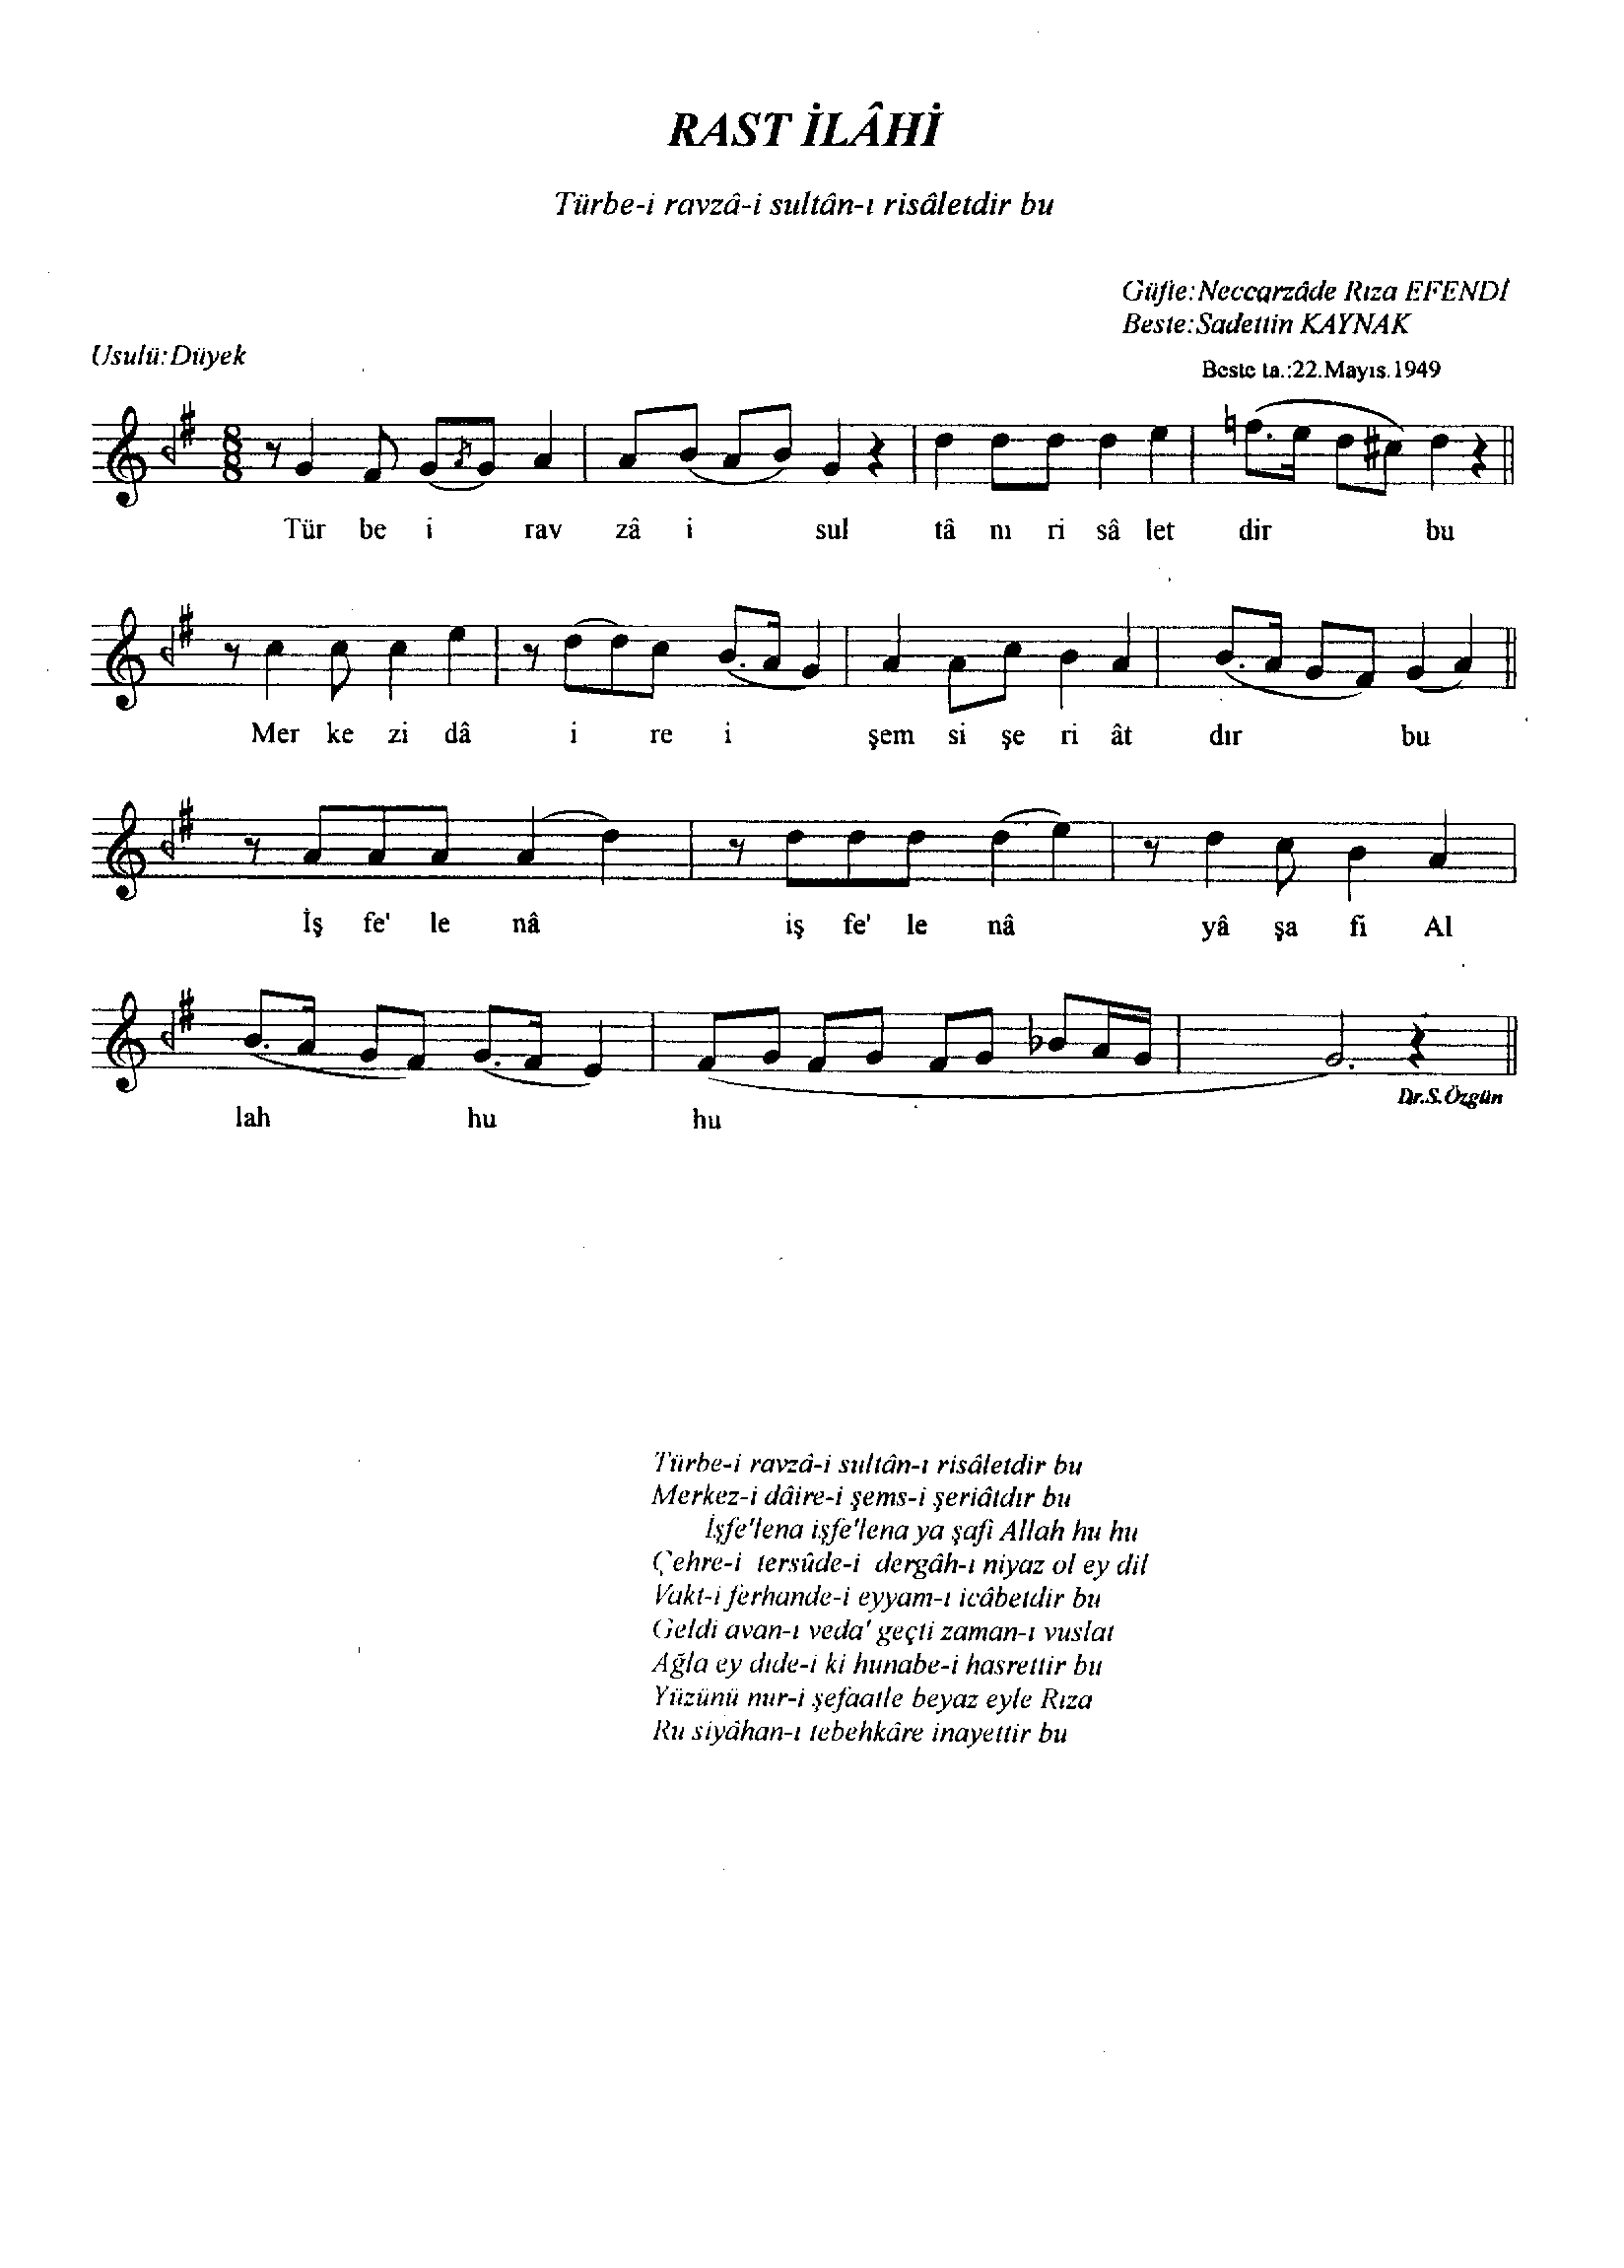 RAST İLÂHİ
Türbe-i ravzâ-i sultân-ı risâletdir bu
Güfte:Neccarzâde Rıza EFENDİ
Beste:Sadettin KAYNAK
Usulü:Düyek
Beste ta.:22.Mayıs.1949
8
8
8
Tür be i rav zâ i sul tâ nı ri sâ let dir bu
Mer ke zi dâ i re i şem si şe ri ât dır bu
İş fe' le nâ iş fe' le nâ yâ şa fi Al
Dr.S.Özgün
lah hu hu
Türbe-i ravzâ-i sultân-ı risâletdir bu
Merkez-i dâire-i şems-i şeriâtdır bu
İşfe'lena işfe'lena ya şafi Allah hu hu
Çehre-i tersûde-i dergâh-ı niyaz ol ey dil
Vakt-i ferhande-i eyyam-ı icâbetdir bu
Geldi avan-ı veda' geçti zaman-ı vuslat
Ağla ey dıde-i ki hunabe-i hasrettir bu
Yüzünü nur-i şefaatle beyaz eyle Rıza
Ru siyâhan-ı tebehkâre inayettir bu